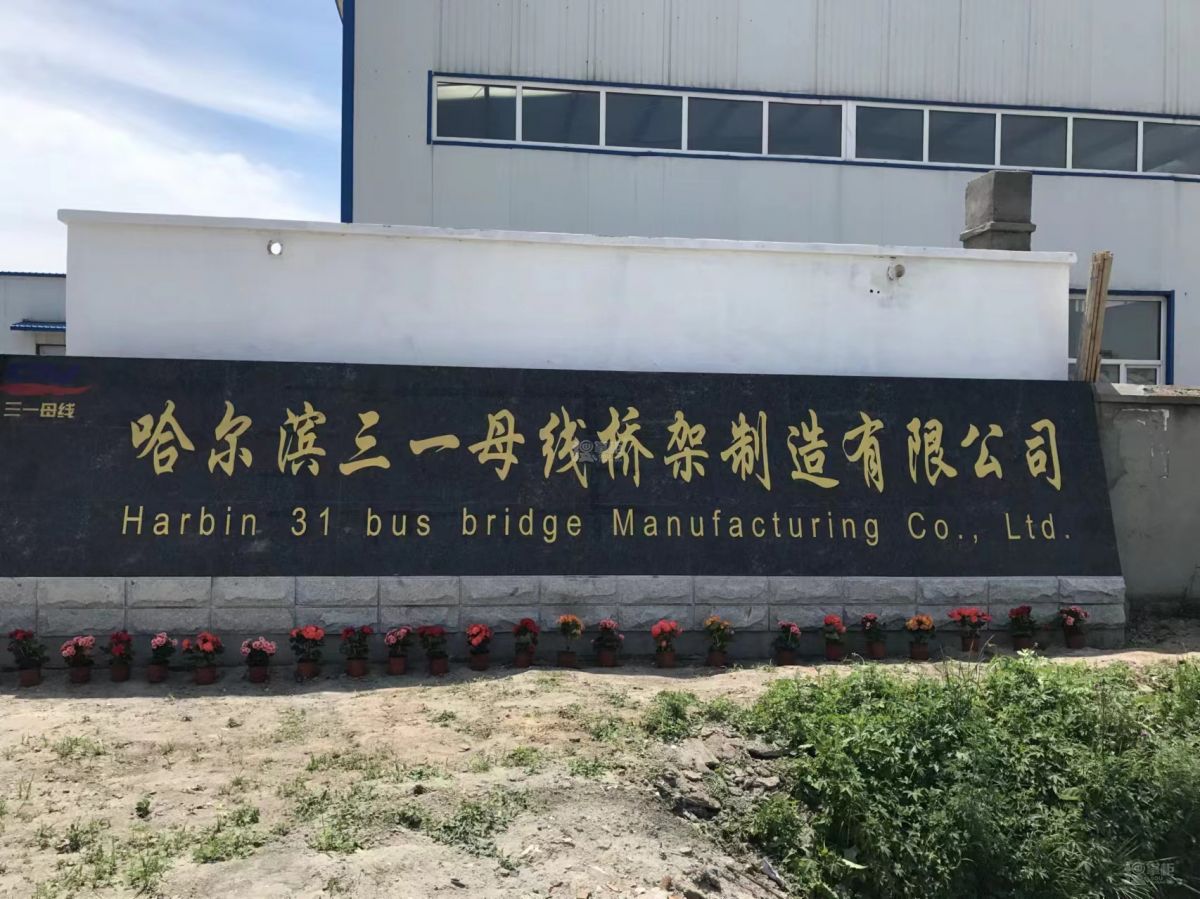 三一母线
哈尔滨三一母线桥架制造有限公司
Harbin 31 bus bridge Manufacturing Co., Ltd.